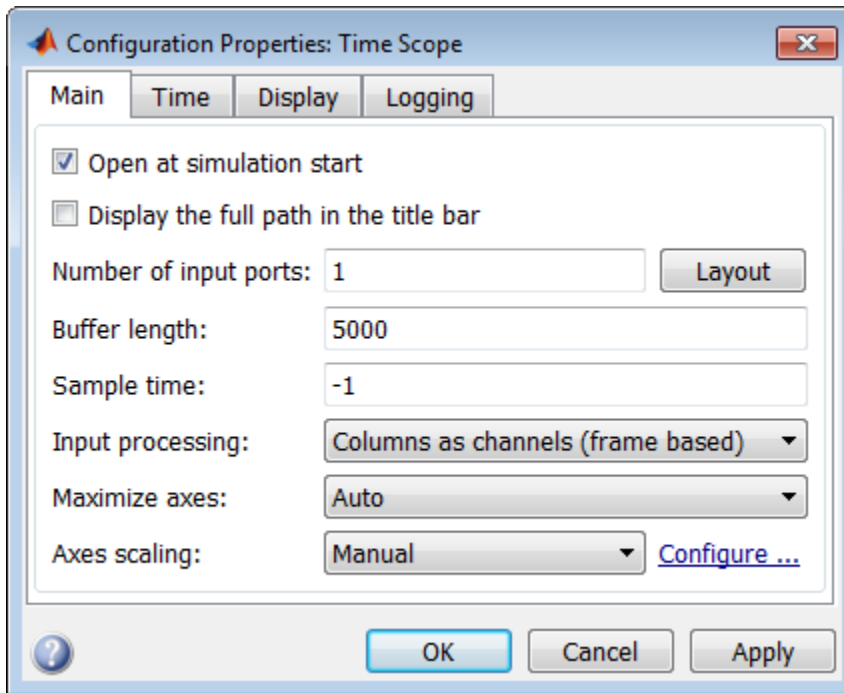 Configuration Properties: Time Scope
Main Time Display Logging
Open at simulation start
Display the full path in the title bar
Number of input ports: 1 Layout
Buffer length: 5000
Sample time: -1
Input processing: Columns as channels (frame based)
Maximize axes: Auto
Axes scaling: Manual Configure ...
? OK Cancel Apply